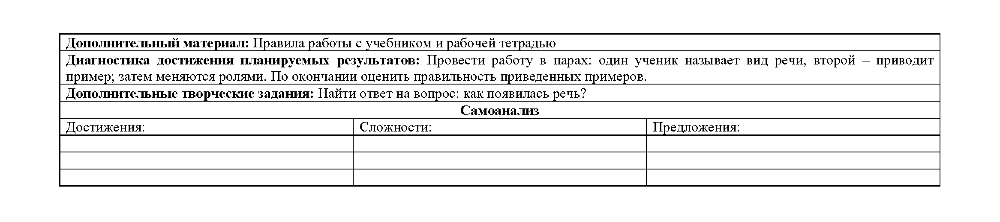 Дополнительный материал: Правила работы с учебником и рабочей тетрадью
Диагностика достижения планируемых результатов: Провести работу в парах: один ученик называет вид речи, второй – приводит
пример; затем меняются ролями. По окончании оценить правильность приведенных примеров.
Дополнительные творческие задания: Найти ответ на вопрос: как появилась речь?
Самоанализ
Достижения: Сложности: Предложения: